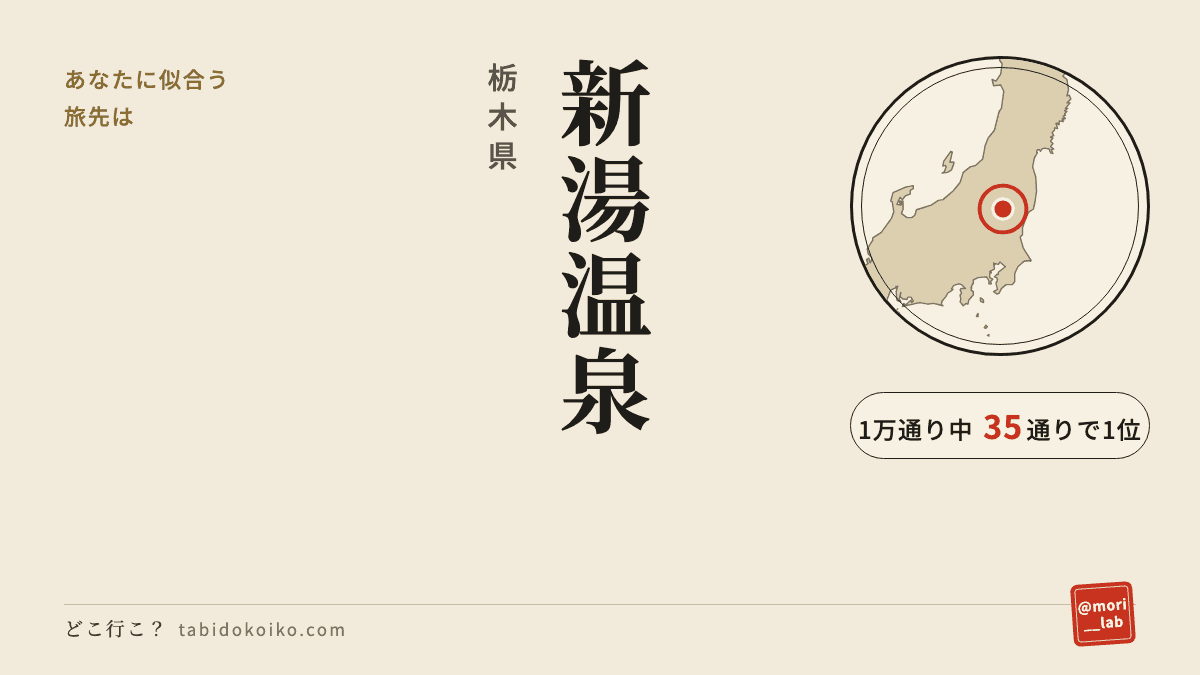 あなたに似合う
旅先は
新湯温泉
栃木県
1万通り中 35通りで1位
どこ行こ？ tabidokoiko.com
@mori
__lab